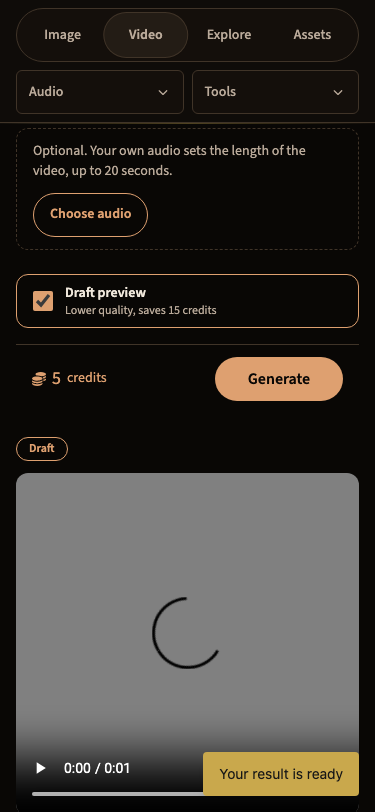 Image
Video
Explore
Assets
Audio
Tools
Optional. Your own audio sets the length of the
video, up to 20 seconds.
Choose audio
Draft preview
Lower quality, saves 15 credits
5 credits
Generate
Draft
0:00 / 0:01
Your result is ready